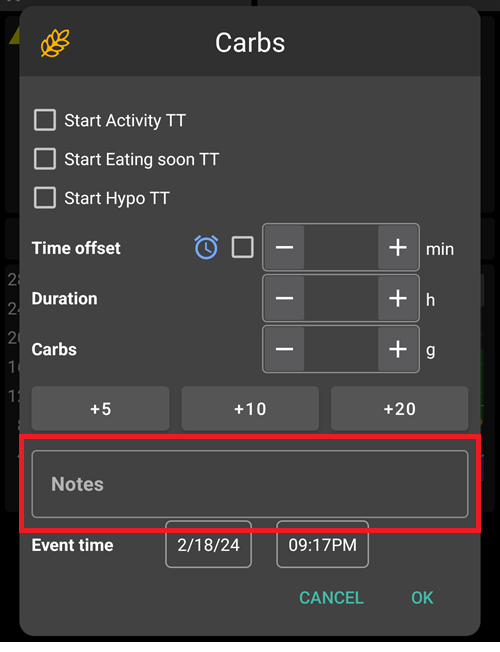 Carbs
Start Activity TT
Start Eating soon TT
Start Hypo TT
Time offset − + min
Duration − + h
Carbs − + g
+5 +10 +20
Notes
Event time 2/18/24 09:17PM
CANCEL OK